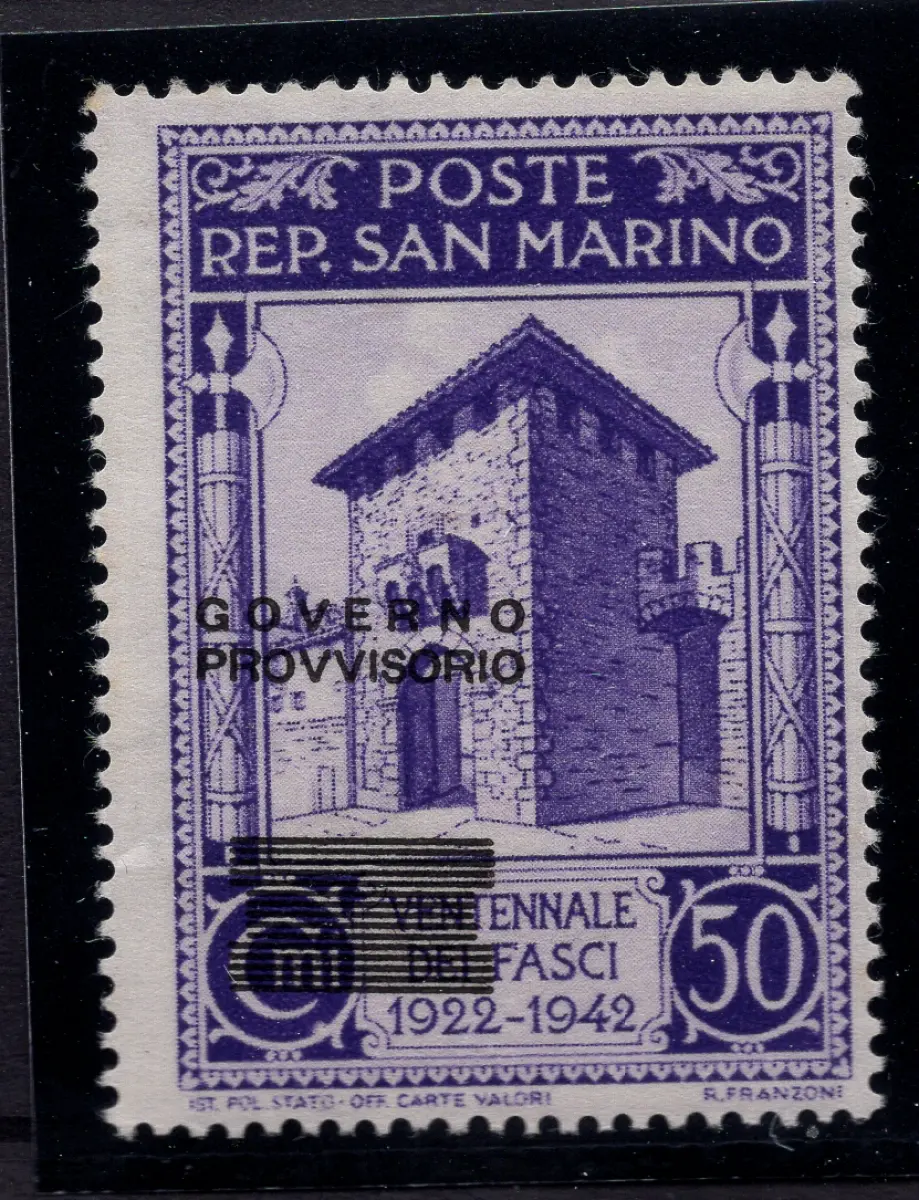 POSTE
REP. SAN MARINO
GOVERNO
PROVVISORIO
VENTENNALE
DEI FASCI
1922-1942
Cmi
50
IST. POL. STATO - OFF. CARTE VALORI
R. FRANZONI